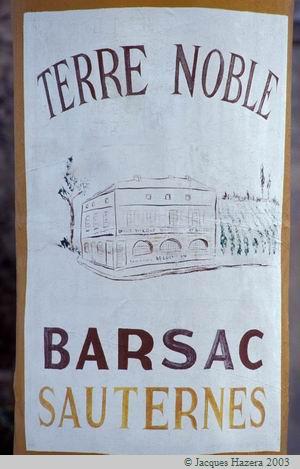 TERRE NOBLE
BARSAC
SAUTERNES
© Jacques Hazera 2003